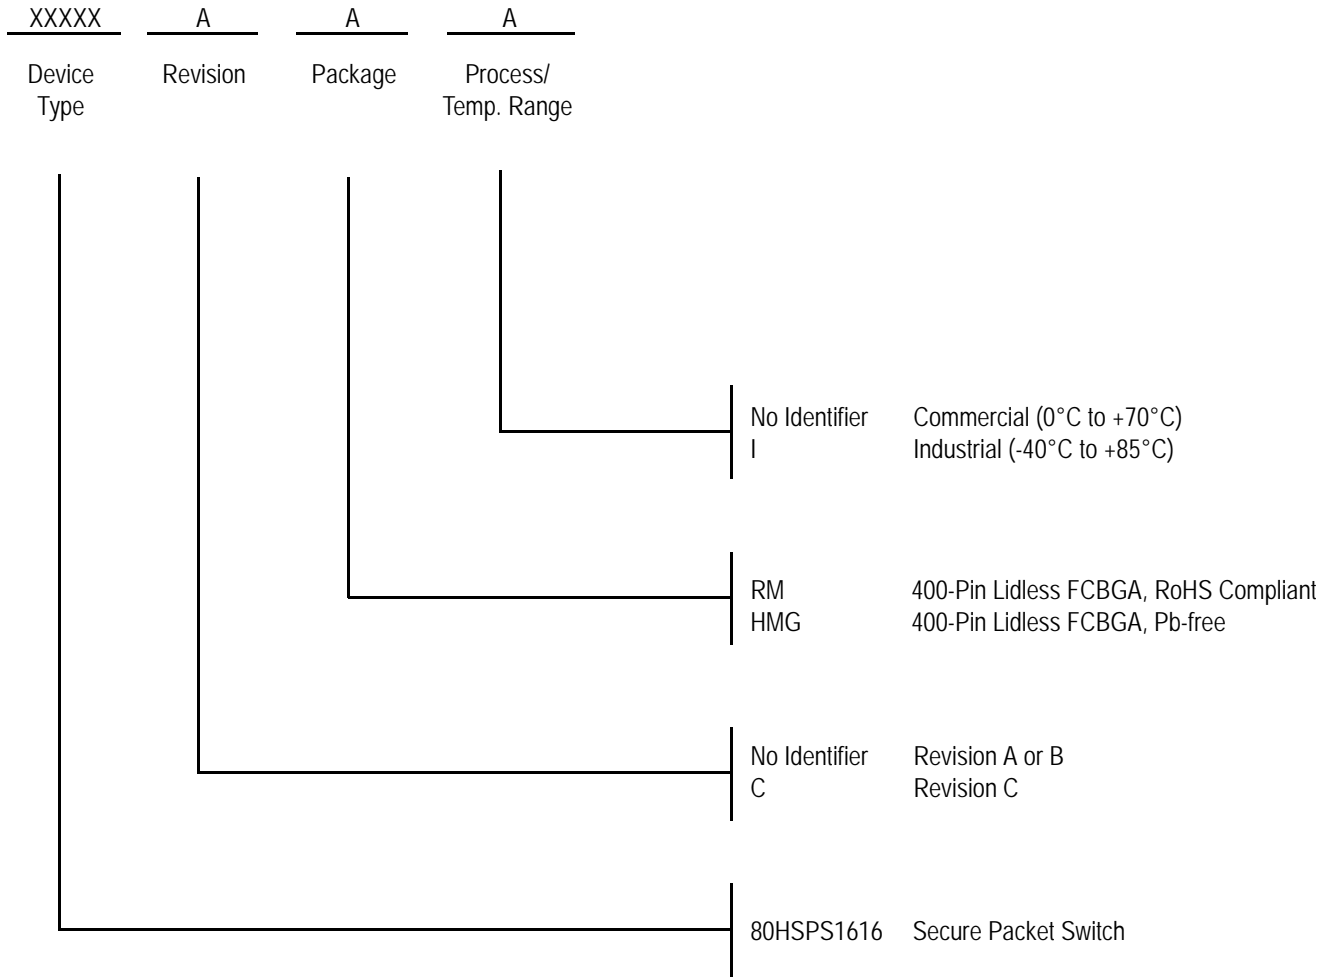 XXXXX A A A
Device Type Revision Package Process/ Temp. Range
No Identifier Commercial (0°C to +70°C)
I Industrial (-40°C to +85°C)
RM 400-Pin Lidless FCBGA, RoHS Compliant
HMG 400-Pin Lidless FCBGA, Pb-free
No Identifier Revision A or B
C Revision C
80HSPS1616 Secure Packet Switch